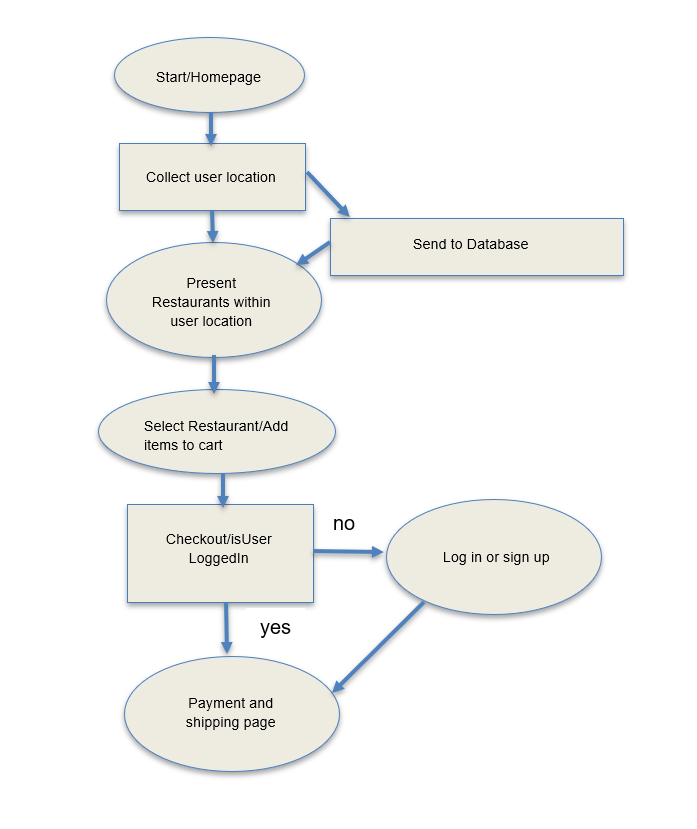 Start/Homepage
Collect user location
Send to Database
Present
Restaurants within
user location
Select Restaurant/Add
items to cart
Checkout/isUser
LoggedIn
no
Log in or sign up
yes
Payment and
shipping page